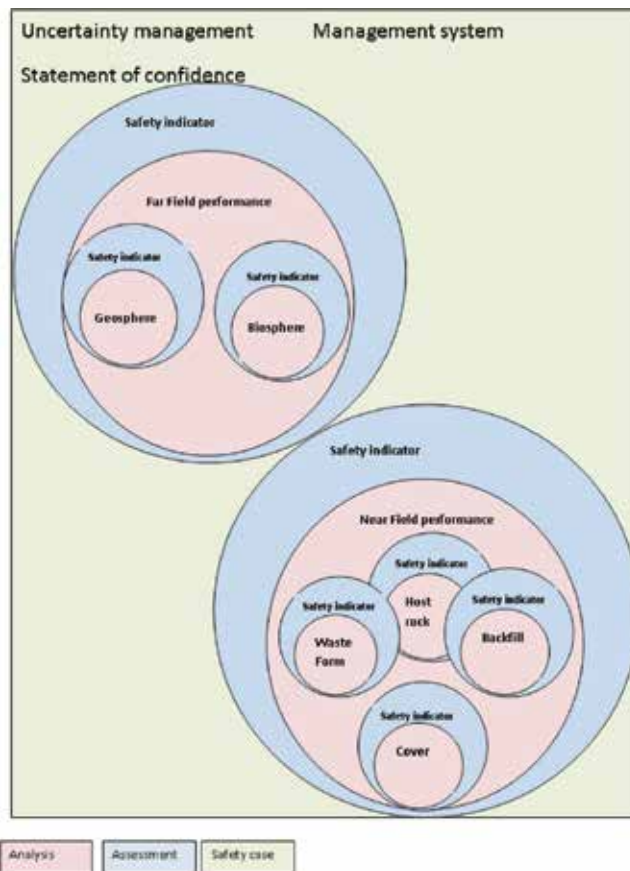 Uncertainty management Management system
Statement of confidence
Safety indicator
Far Field performance
Safety indicator
Geosphere
Safety indicator
Biosphere
Safety indicator
Near Field performance
Safety indicator
Host
rock
Safety indicator
Waste
Form
Safety indicator
Backfill
Safety indicator
Cover
Analysis
Assessment
Safety case